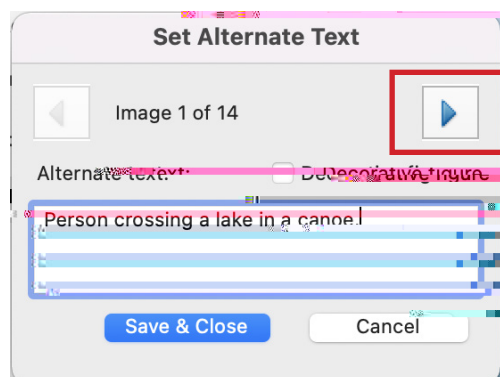 Set Alternate Text
Image 1 of 14
Alternate text:
Decorative figure
Person crossing a lake in a canoe.
Save & Close
Cancel